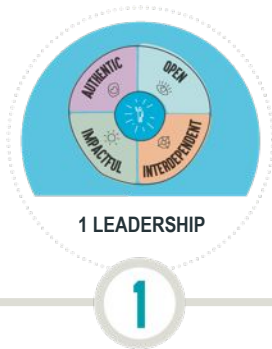 AUTHENTIC
OPEN
IMPACTFUL
INTERDEPENDENT
1 LEADERSHIP
1